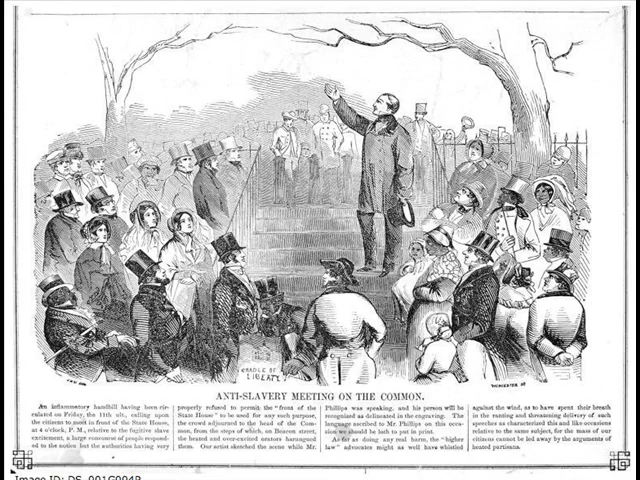 CRADLE OF
LIBERTY
WORCESTER SC
ANTI-SLAVERY MEETING ON THE COMMON.
An inflammatory handbill having been cir-
culated on Friday, the 11th ult., calling upon
the citizens to meet in front of the State House,
at 4 o'clock, P. M., relative to the fugitive slave
excitement, a large concourse of people respond-
ed to the notion but the authorities having very
properly refused to permit the "front of the
State House" to be used for any such purpose,
the crowd adjourned to the head of the Com-
mon, from the steps of which, on Beacon street,
the heated and over-excited orators harangued
them. Our artist sketched the scene while Mr.
Phillips was speaking, and his person will be
recognized as delineated in the engraving. The
language ascribed to Mr. Phillips on this occa-
sion we should be loth to put in print.
As far as doing any real harm, the "higher
law" advocates might as well have whistled
against the wind, as to have spent their breath
in the ranting and threatening delivery of such
speeches as characterized this and like occasions
relative to the same subject, for the mass of our
citizens cannot be led away by the arguments of
heated partizans.
Image ID: DS-001G004R